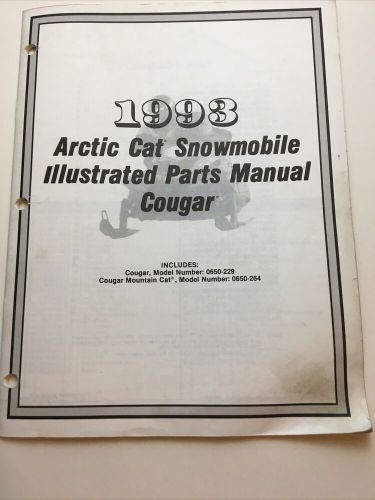 1993
Arctic Cat® Snowmobile
Illustrated Parts Manual
Cougar
INCLUDES:
Cougar, Model Number: 0650-229
Cougar Mountain Cat®, Model Number: 0650-264